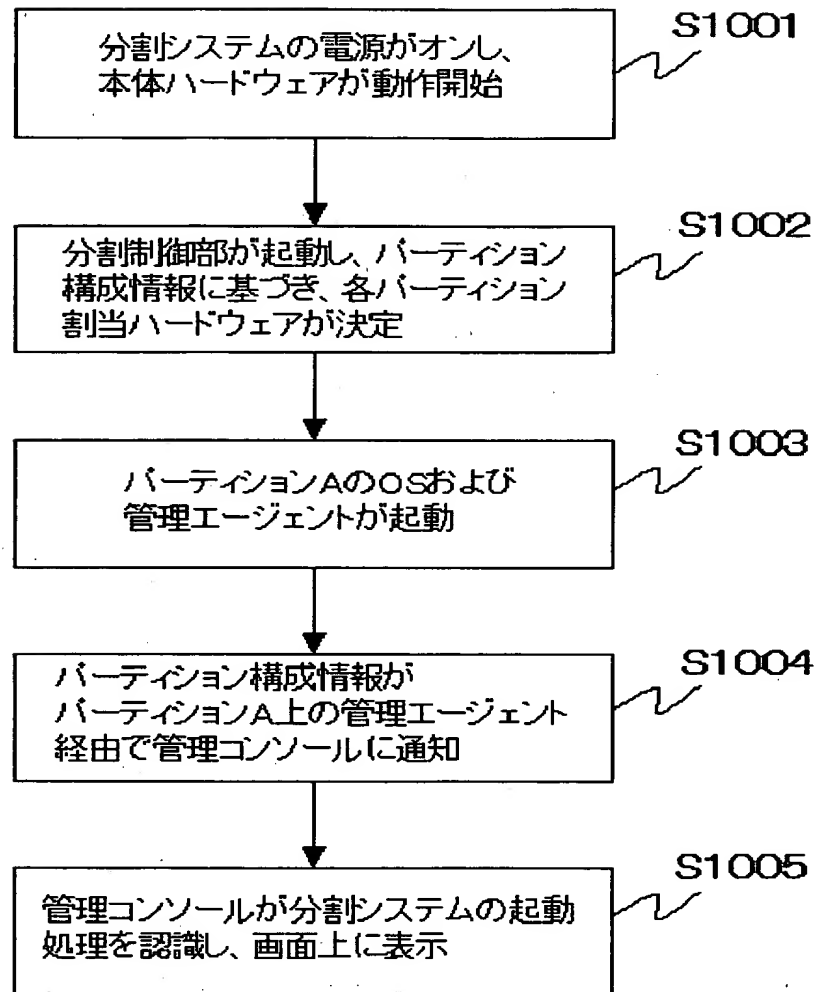 分割システムの電源がオンし、
本体ハードウェアが動作開始
S1001
分割制御部が起動し、パーティション
構成情報に基づき、各パーティション
割当ハードウェアが決定
S1002
パーティションAのOSおよび
管理エージェントが起動
S1003
パーティション構成情報が
パーティションA上の管理エージェント
経由で管理コンソールに通知
S1004
管理コンソールが分割システムの起動
処理を認識し、画面上に表示
S1005